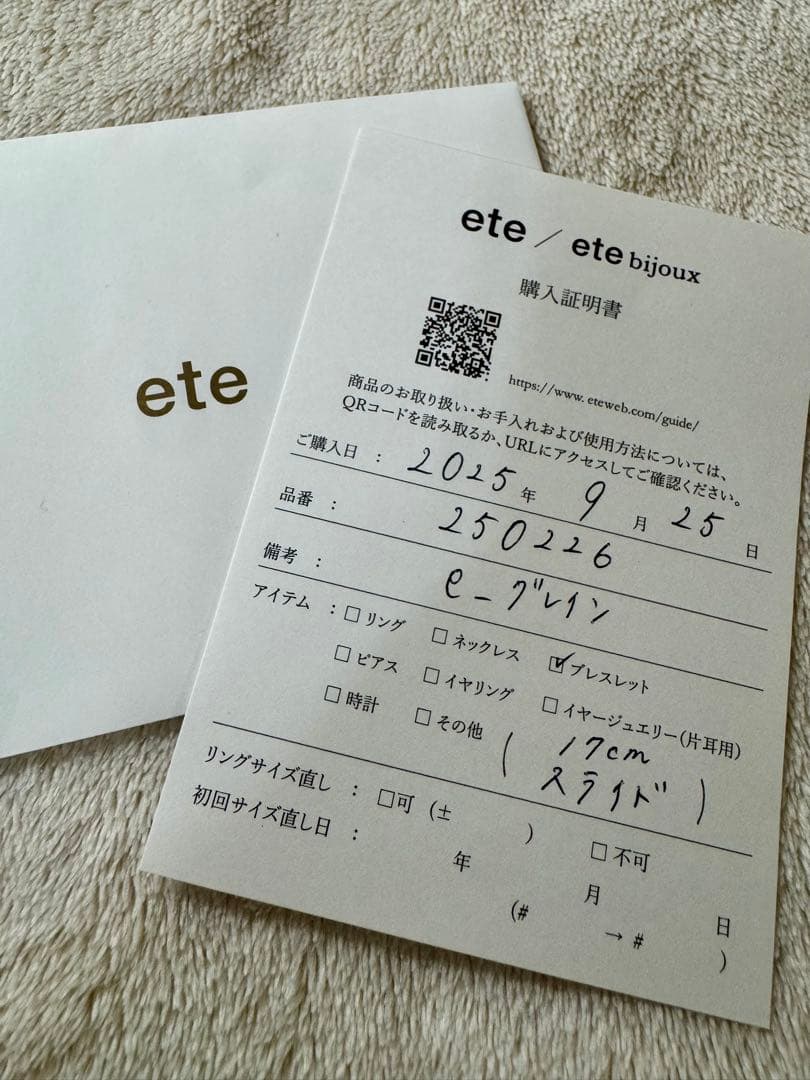 ete
ete / ete bijoux
購入証明書
https://www.eteweb.com/guide/
商品のお取り扱い・お手入れおよび使用方法については、
QRコードを読み取るか、URLにアクセスしてご確認ください。
ご購入日 : 2025 年 9 月 25 日
品番 : 250226
備考 : e-グレイン
アイテム : □ リング □ ネックレス ☑ ブレスレット
□ ピアス □ イヤリング □ イヤージュエリー(片耳用)
□ 時計 □ その他 ( 17cm
スライド )
リングサイズ直し : □可 (± ) □ 不可
初回サイズ直し日 : 年 月 日
(# → # )